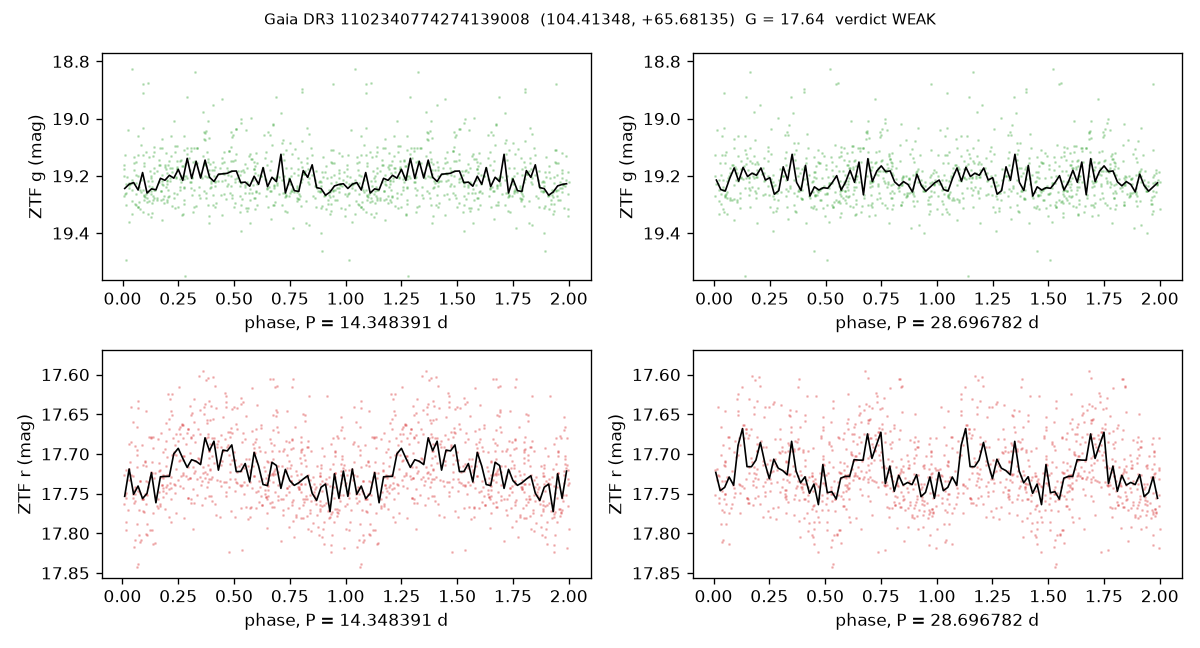 Gaia DR3 1102340774274139008  (104.41348, +65.68135)  G = 17.64  verdict WEAK
ZTF g (mag)
18.8
19.0
19.2
19.4
0.00 0.25 0.50 0.75 1.00 1.25 1.50 1.75 2.00
phase, P = 14.348391 d
ZTF g (mag)
18.8
19.0
19.2
19.4
0.00 0.25 0.50 0.75 1.00 1.25 1.50 1.75 2.00
phase, P = 28.696782 d
ZTF r (mag)
17.60
17.65
17.70
17.75
17.80
17.85
0.00 0.25 0.50 0.75 1.00 1.25 1.50 1.75 2.00
phase, P = 14.348391 d
ZTF r (mag)
17.60
17.65
17.70
17.75
17.80
17.85
0.00 0.25 0.50 0.75 1.00 1.25 1.50 1.75 2.00
phase, P = 28.696782 d